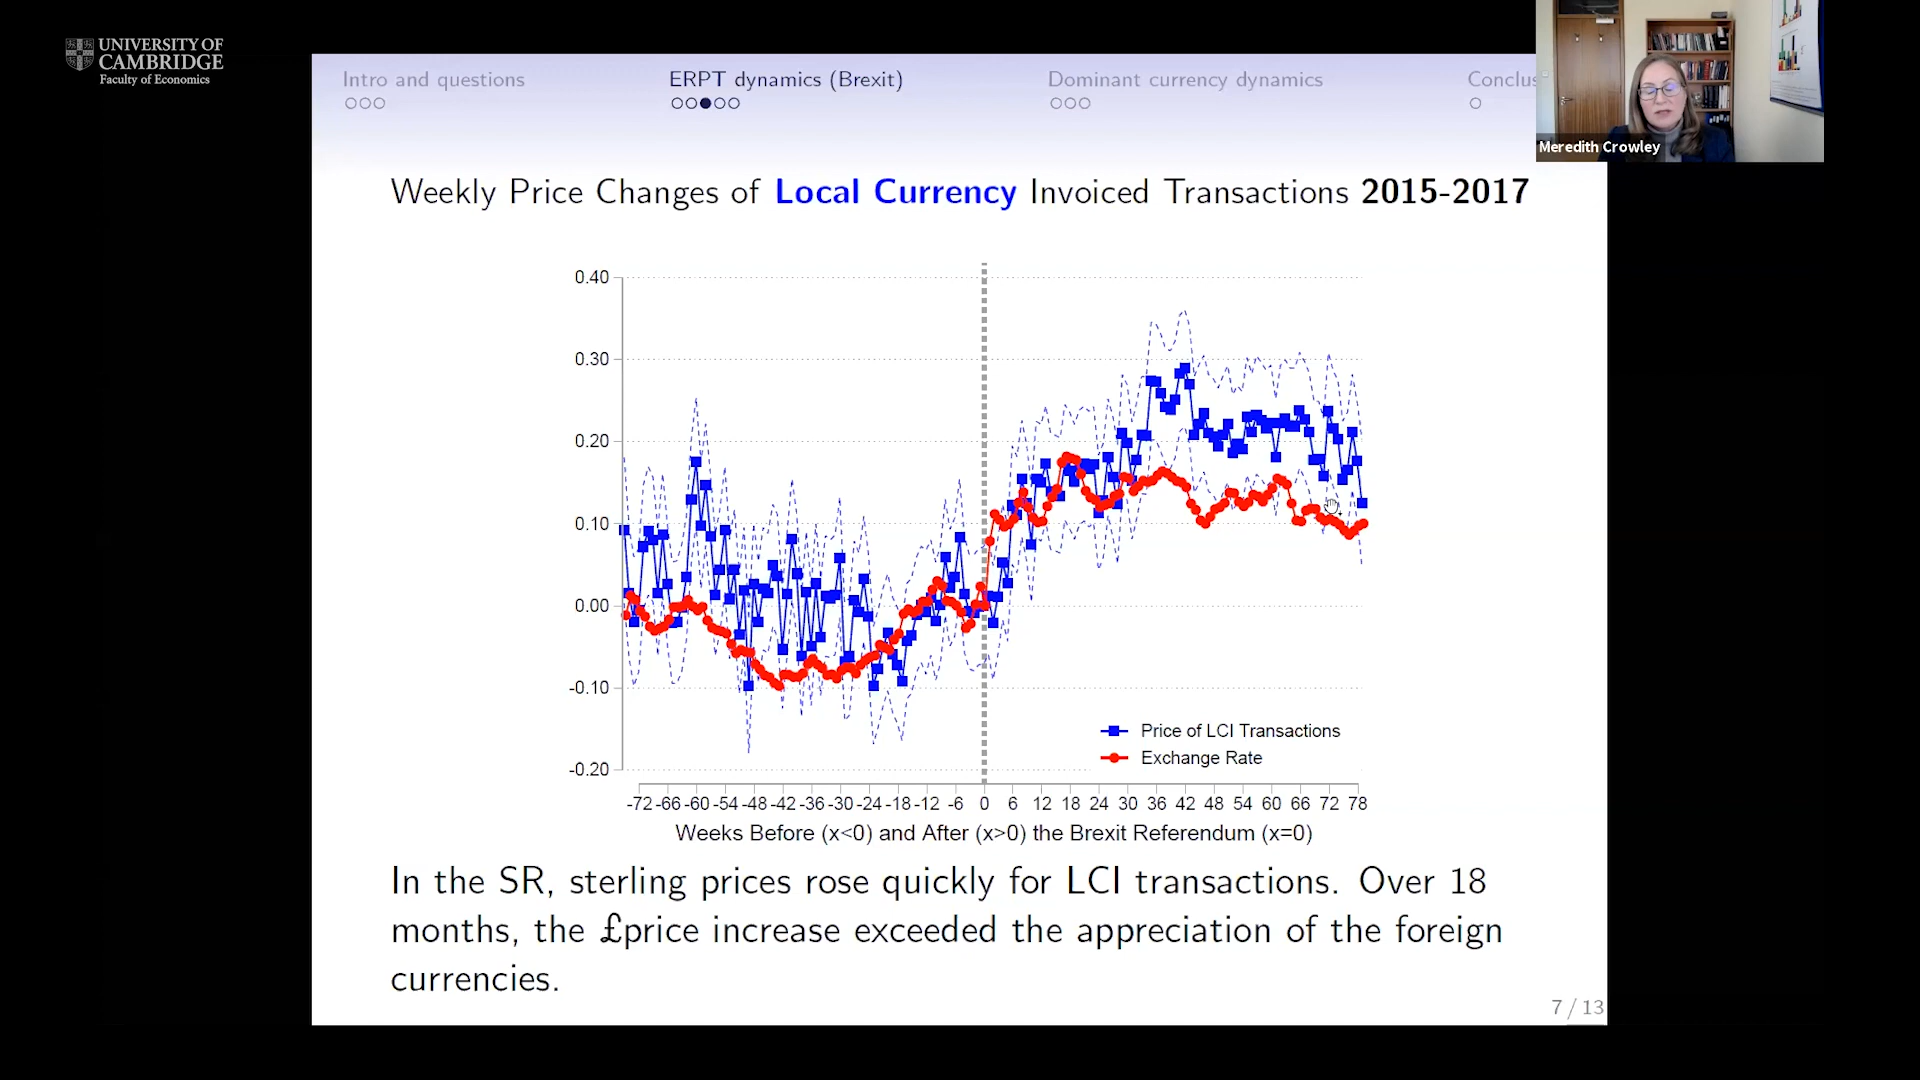 UNIVERSITY OF
CAMBRIDGE
Faculty of Economics
Intro and questions
ERPT dynamics (Brexit)
Dominant currency dynamics
Conclus
Meredith Crowley
Weekly Price Changes of Local Currency Invoiced Transactions 2015-2017
0.40
0.30
0.20
0.10
0.00
-0.10
-0.20
Price of LCI Transactions
Exchange Rate
-72 -66 -60 -54 -48 -42 -36 -30 -24 -18 -12 -6 0 6 12 18 24 30 36 42 48 54 60 66 72 78
Weeks Before (x<0) and After (x>0) the Brexit Referendum (x=0)
In the SR, sterling prices rose quickly for LCI transactions. Over 18
months, the £price increase exceeded the appreciation of the foreign
currencies.
7 / 13